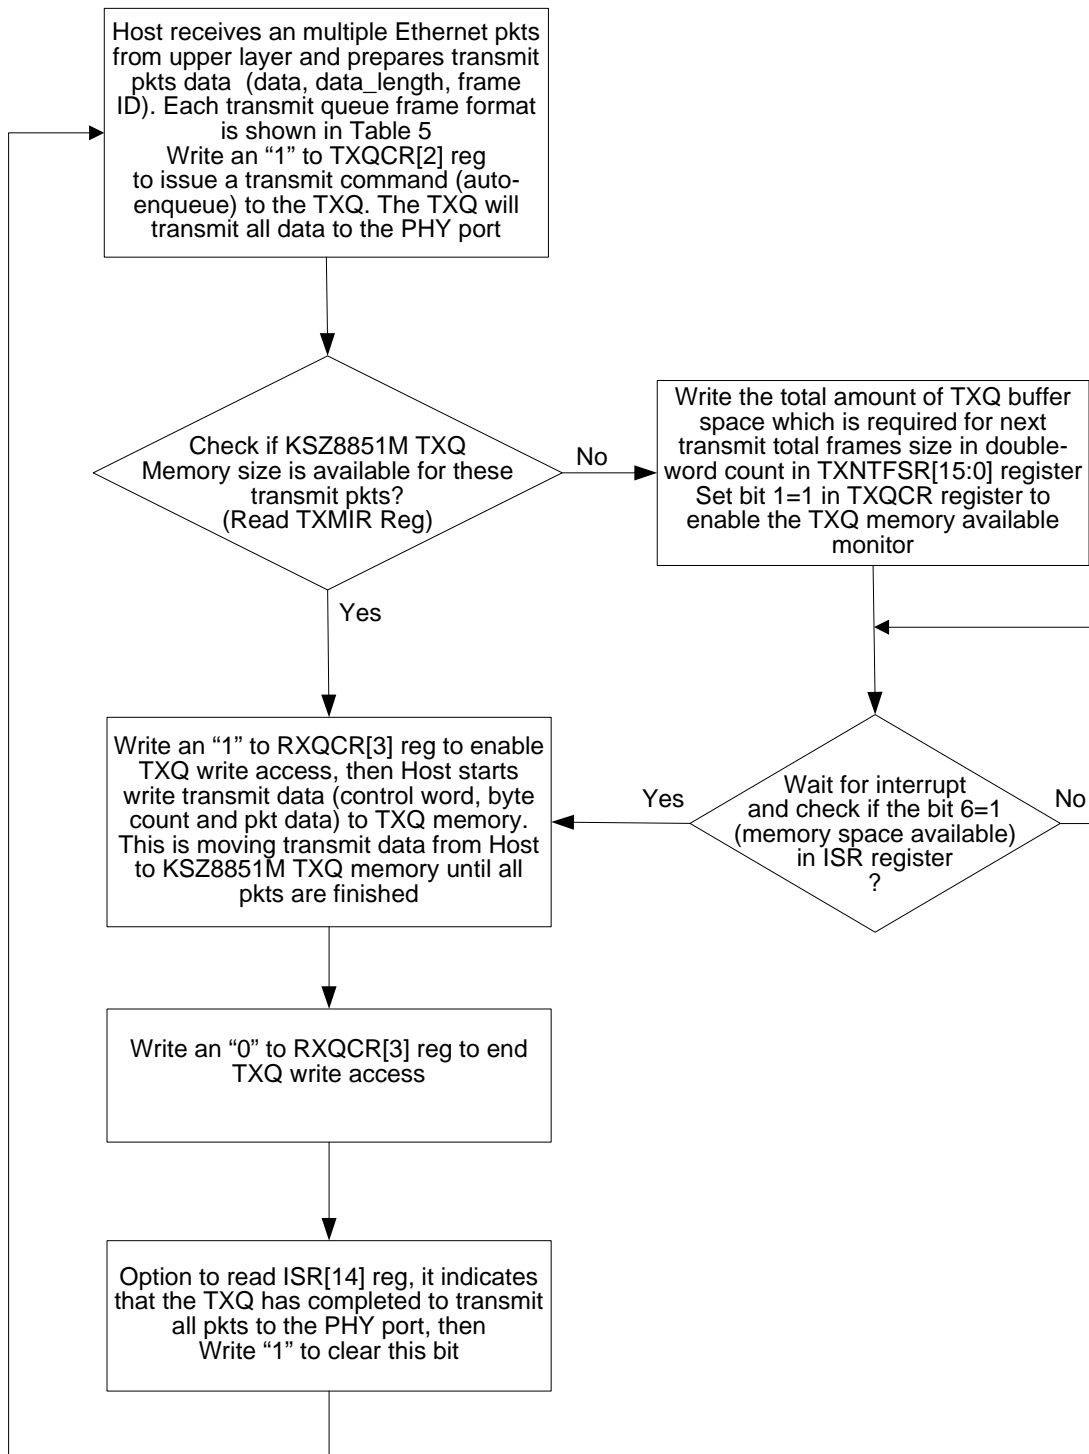 Host receives an multiple Ethernet pkts
from upper layer and prepares transmit
pkts data (data, data_length, frame
ID). Each transmit queue frame format
is shown in Table 5
Write an “1” to TXQCR[2] reg
to issue a transmit command (auto-
enqueue) to the TXQ. The TXQ will
transmit all data to the PHY port
Check if KSZ8851M TXQ
Memory size is available for these
transmit pkts?
(Read TXMIR Reg)
No
Write the total amount of TXQ buffer
space which is required for next
transmit total frames size in double-
word count in TXNTFSR[15:0] register
Set bit 1=1 in TXQCR register to
enable the TXQ memory available
monitor
Yes
Write an “1” to RXQCR[3] reg to enable
TXQ write access, then Host starts
write transmit data (control word, byte
count and pkt data) to TXQ memory.
This is moving transmit data from Host
to KSZ8851M TXQ memory until all
pkts are finished
Yes
Wait for interrupt
and check if the bit 6=1
(memory space available)
in ISR register
?
No
Write an “0” to RXQCR[3] reg to end
TXQ write access
Option to read ISR[14] reg, it indicates
that the TXQ has completed to transmit
all pkts to the PHY port, then
Write “1” to clear this bit